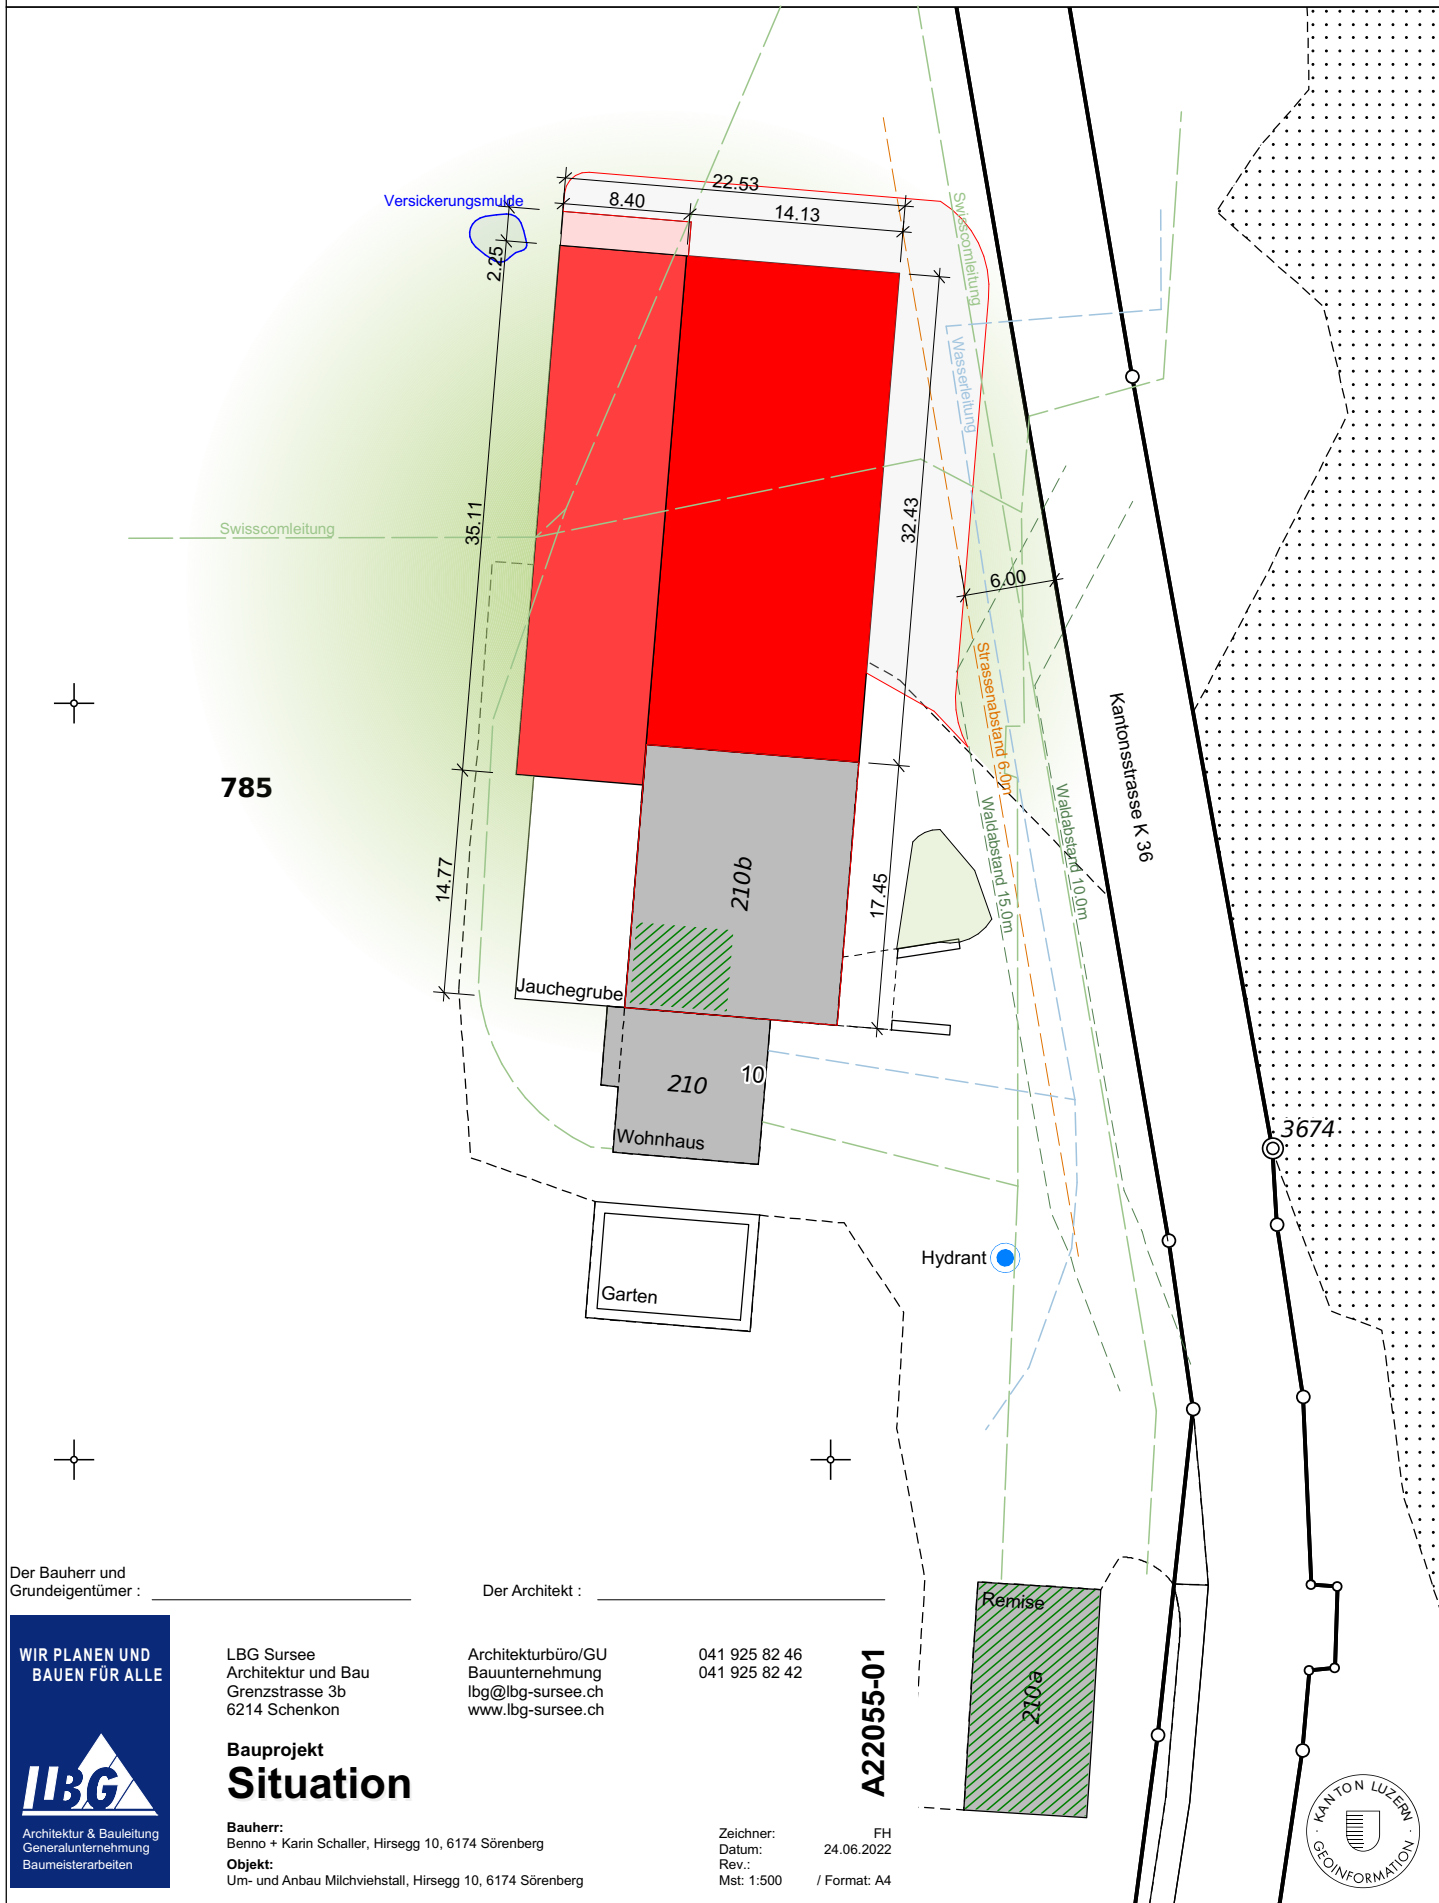 22.53
8.40
14.13
Versickerungsmulde
2.25
Swisscomleitung
Wasserleitung
35.11
32.43
Swisscomleitung
6.00
Strassenabstand 6.0m
Kantonsstrasse K 36
785
Waldabstand 15.0m
Waldabstand 10.0m
14.77
210b
17.45
Jauchegrube
210
10
Wohnhaus
3674
Hydrant
Garten
Der Bauherr und
Grundeigentümer :
Der Architekt :
Remise
210a
WIR PLANEN UND
BAUEN FÜR ALLE
LBG
Architektur & Bauleitung
Generalunternehmung
Baumeisterarbeiten
LBG Sursee
Architektur und Bau
Grenzstrasse 3b
6214 Schenkon
Architekturbüro/GU
Bauunternehmung
lbg@lbg-sursee.ch
www.lbg-sursee.ch
041 925 82 46
041 925 82 42
A22055-01
Bauprojekt
Situation
Bauherr:
Benno + Karin Schaller, Hirsegg 10, 6174 Sörenberg
Objekt:
Um- und Anbau Milchviehstall, Hirsegg 10, 6174 Sörenberg
Zeichner: FH
Datum: 24.06.2022
Rev.:
Mst: 1:500 / Format: A4
· KANTON LUZERN ·
GEOINFORMATION